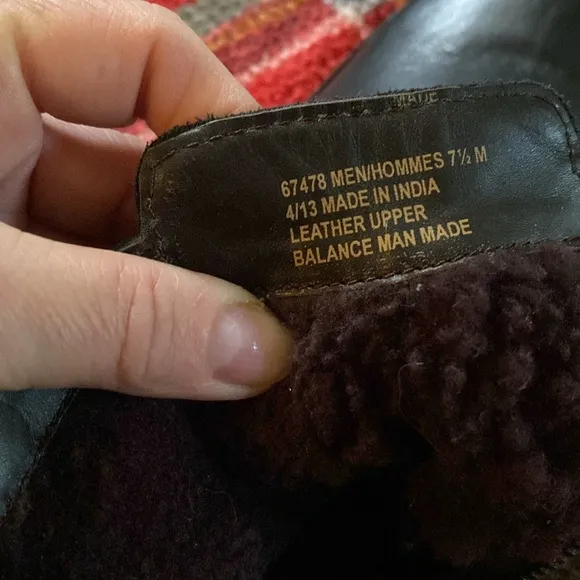 67478 MEN/HOMMES 7½ M
4/13 MADE IN INDIA
LEATHER UPPER
BALANCE MAN MADE